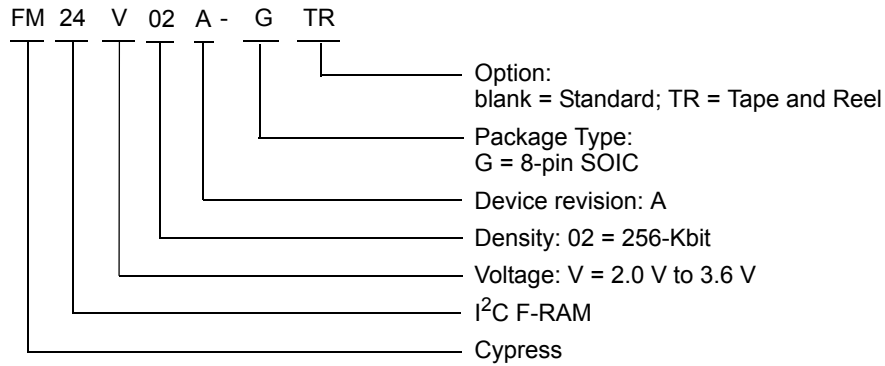 FM 24 V 02 A - G TR
Option:
blank = Standard; TR = Tape and Reel
Package Type:
G = 8-pin SOIC
Device revision: A
Density: 02 = 256-Kbit
Voltage: V = 2.0 V to 3.6 V
I²C F-RAM
Cypress